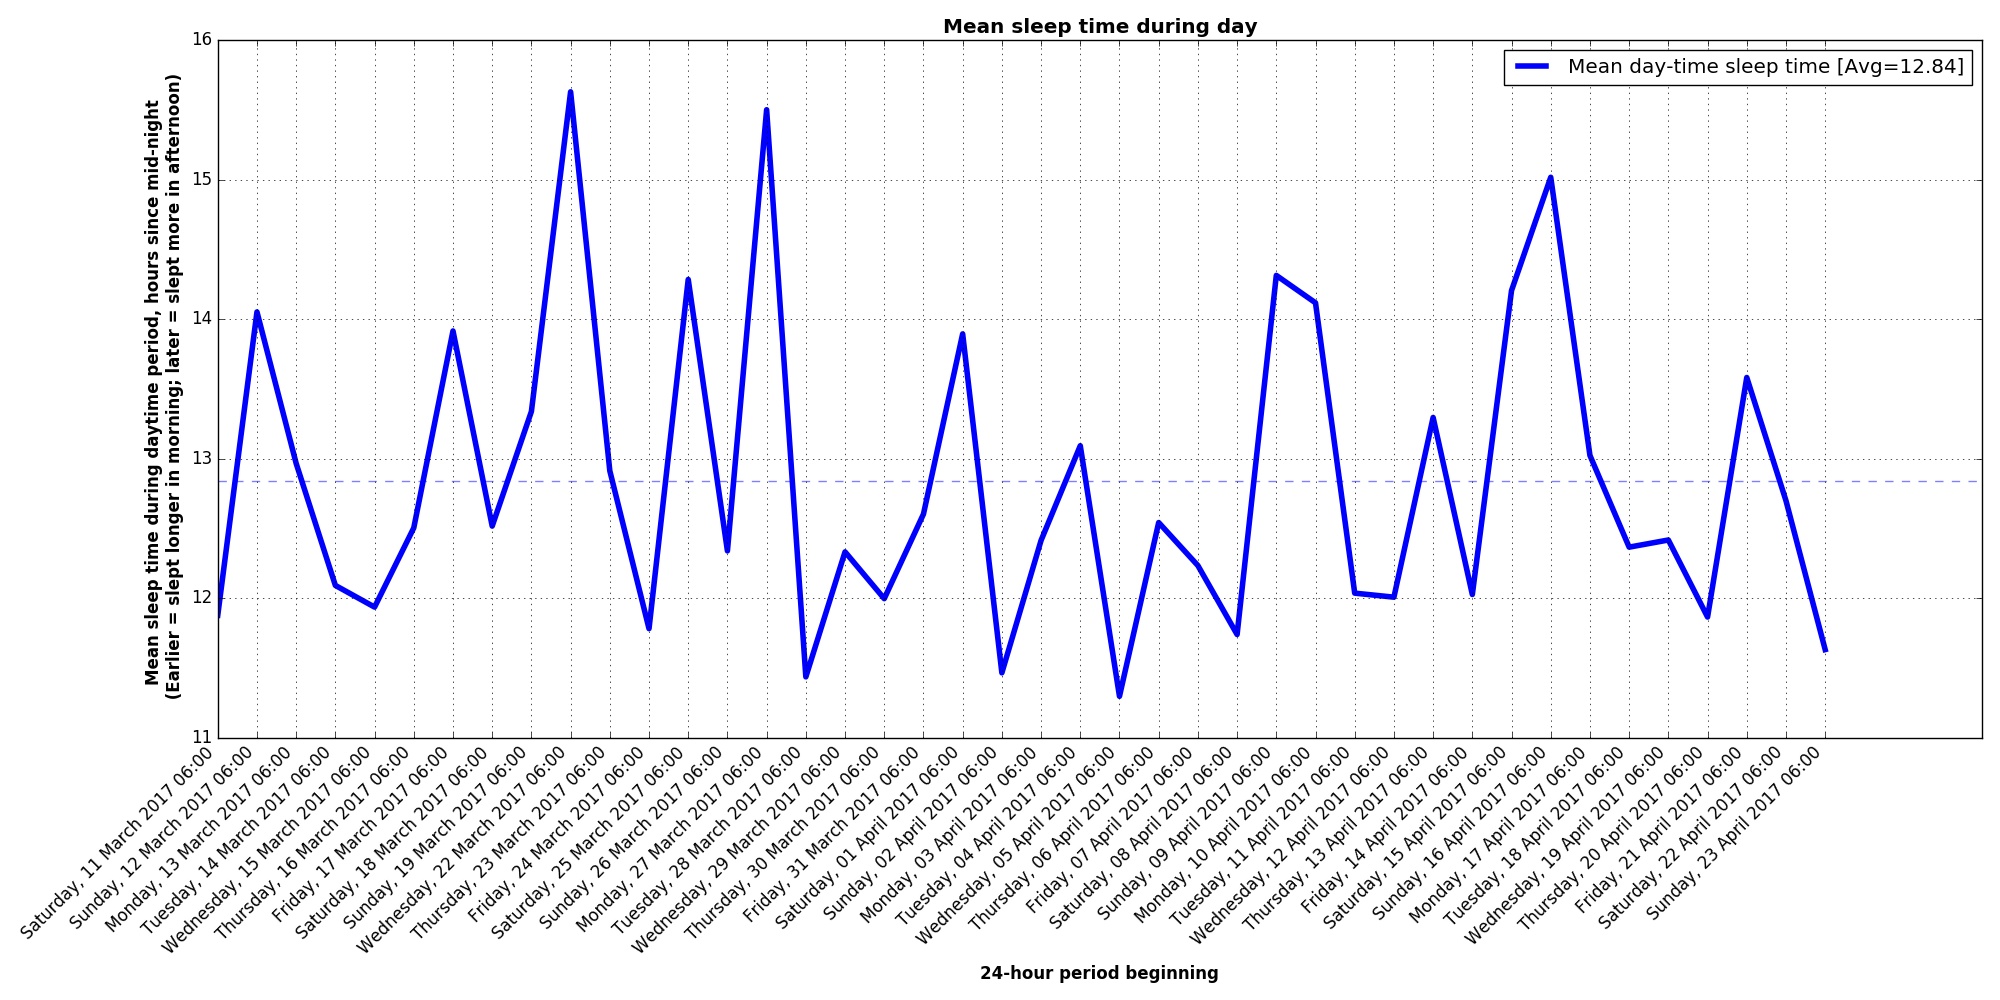 Mean sleep time during day
Mean day-time sleep time [Avg=12.84]
Mean sleep time during daytime period, hours since mid-night
(Earlier = slept longer in morning; later = slept more in afternoon)
16
15
14
13
12
11
Saturday, 11 March 2017 06:00
Sunday, 12 March 2017 06:00
Monday, 13 March 2017 06:00
Tuesday, 14 March 2017 06:00
Wednesday, 15 March 2017 06:00
Thursday, 16 March 2017 06:00
Friday, 17 March 2017 06:00
Saturday, 18 March 2017 06:00
Sunday, 19 March 2017 06:00
Wednesday, 22 March 2017 06:00
Thursday, 23 March 2017 06:00
Friday, 24 March 2017 06:00
Saturday, 25 March 2017 06:00
Sunday, 26 March 2017 06:00
Monday, 27 March 2017 06:00
Tuesday, 28 March 2017 06:00
Wednesday, 29 March 2017 06:00
Thursday, 30 March 2017 06:00
Friday, 31 March 2017 06:00
Saturday, 01 April 2017 06:00
Sunday, 02 April 2017 06:00
Monday, 03 April 2017 06:00
Tuesday, 04 April 2017 06:00
Wednesday, 05 April 2017 06:00
Thursday, 06 April 2017 06:00
Friday, 07 April 2017 06:00
Saturday, 08 April 2017 06:00
Sunday, 09 April 2017 06:00
Monday, 10 April 2017 06:00
Tuesday, 11 April 2017 06:00
Wednesday, 12 April 2017 06:00
Thursday, 13 April 2017 06:00
Friday, 14 April 2017 06:00
Saturday, 15 April 2017 06:00
Sunday, 16 April 2017 06:00
Monday, 17 April 2017 06:00
Tuesday, 18 April 2017 06:00
Wednesday, 19 April 2017 06:00
Thursday, 20 April 2017 06:00
Friday, 21 April 2017 06:00
Saturday, 22 April 2017 06:00
Sunday, 23 April 2017 06:00
24-hour period beginning